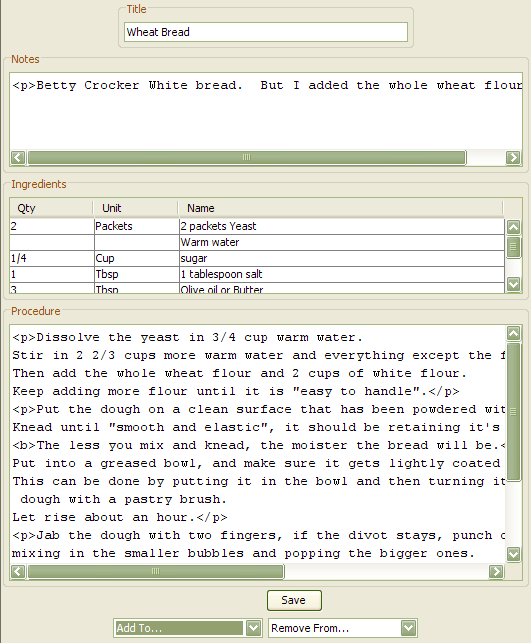 Title
Wheat Bread
Notes
<p>Betty Crocker White bread.  But I added the whole wheat flour
Ingredients
Qty Unit Name
2 Packets 2 packets Yeast
Warm water
1/4 Cup sugar
1 Tbsp 1 tablespoon salt
3 Tbsp Olive oil or Butter
Procedure
<p>Dissolve the yeast in 3/4 cup warm water.
Stir in 2 2/3 cups more warm water and everything except the f
Then add the whole wheat flour and 2 cups of white flour.
Keep adding more flour until it is "easy to handle".</p>
<p>Put the dough on a clean surface that has been powdered wit
Knead until "smooth and elastic", it should be retaining it's
<b>The less you mix and knead, the moister the bread will be.<
Put into a greased bowl, and make sure it gets lightly coated
This can be done by putting it in the bowl and then turning it
dough with a pastry brush.
Let rise about an hour.</p>
<p>Jab the dough with two fingers, if the divot stays, punch
mixing in the smaller bubbles and popping the bigger ones.
Save
Add To... Remove From...